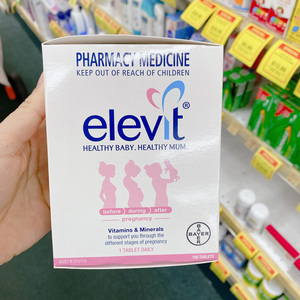 PHARMACY MEDICINE
KEEP OUT OF REACH OF CHILDREN
elevit®
HEALTHY BABY. HEALTHY MUM.
before during after
pregnancy
Vitamins & Minerals
to support you through the
different stages of pregnancy
1 TABLET DAILY
BAYER
BAYER
100 TABLETS